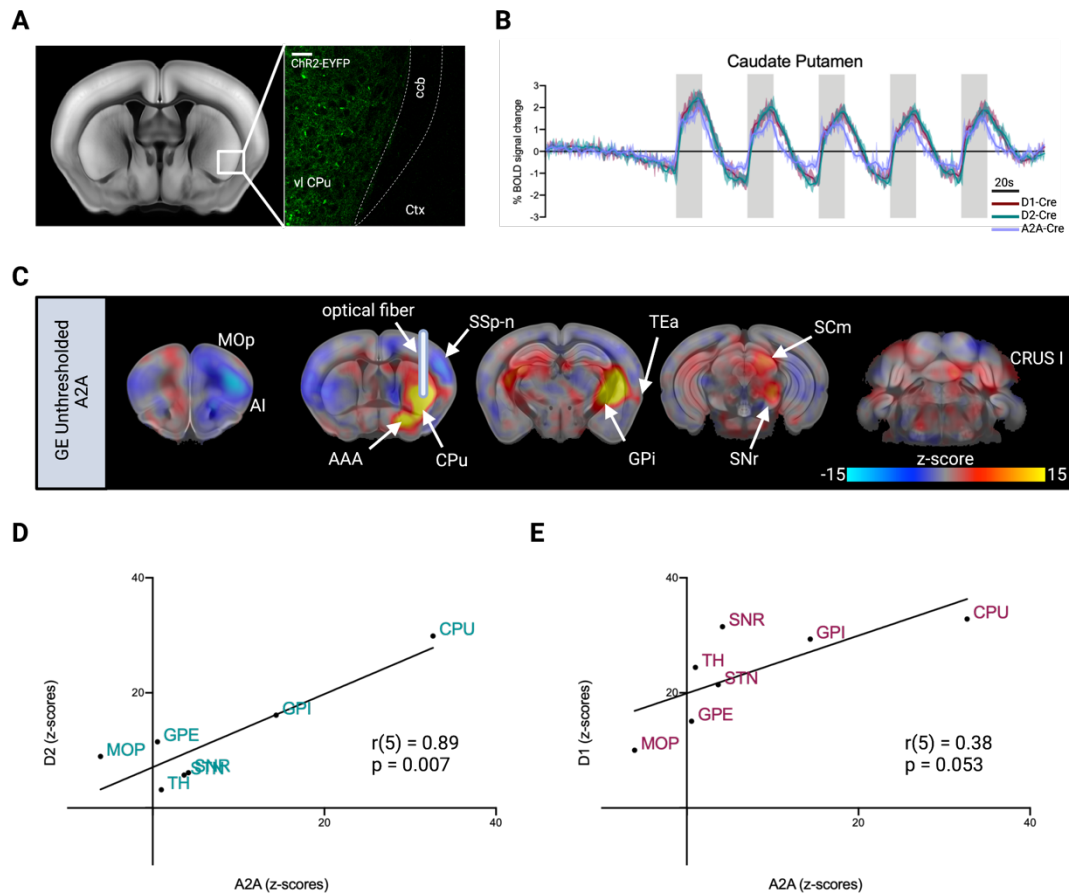 A
ChR2-EYFP
ccb
vl CPu
Ctx
B
Caudate Putamen
% BOLD signal change
3
2
1
0
-1
-2
-3
20s
D1-Cre
D2-Cre
A2A-Cre
C
GE Unthresholded
A2A
MOp
AI
optical fiber
SSp-n
AAA
CPu
TEa
GPi
SCm
SNr
CRUS I
z-score
-15
15
D
D2 (z-scores)
40
20
CPU
GPI
GPE
MOP
SNR
STN
TH
r(5) = 0.89
p = 0.007
20
40
A2A (z-scores)
E
D1 (z-scores)
40
20
SNR
CPU
GPI
TH
STN
GPE
MOP
r(5) = 0.38
p = 0.053
20
40
A2A (z-scores)